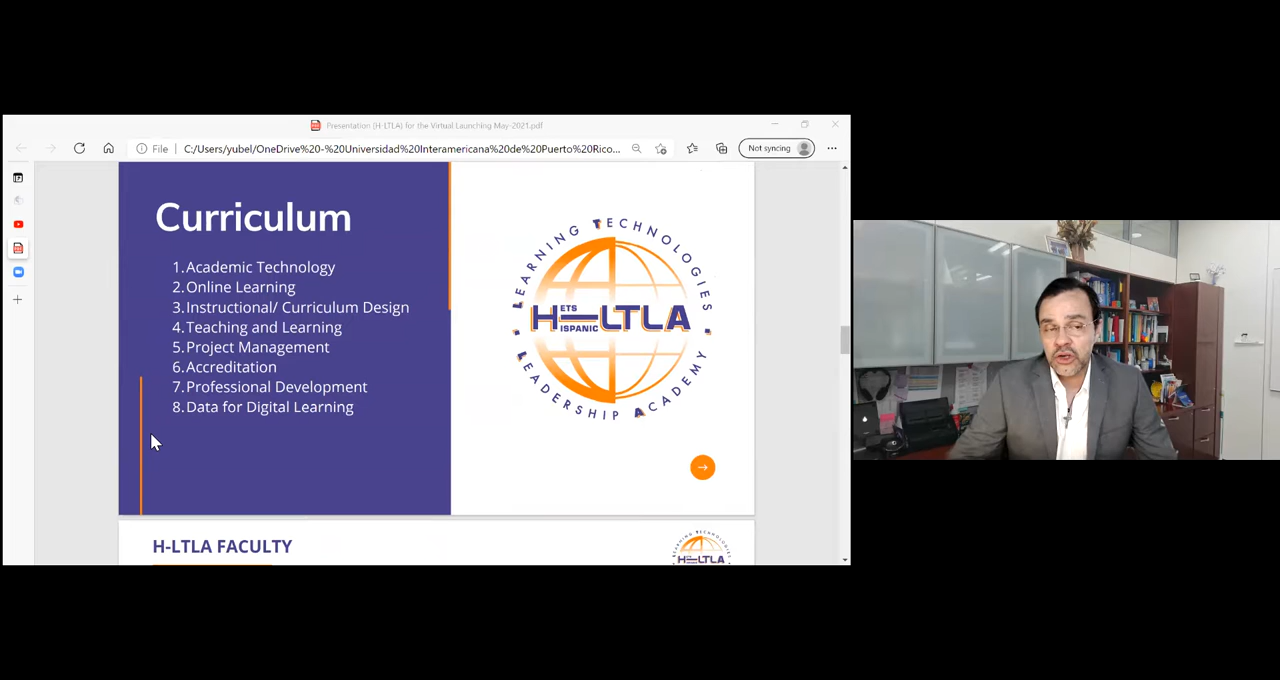 Presentation (H-LTLA) for the Virtual Launching May-2021.pdf
File
C:/Users/yubel/OneDrive%20-%20Universidad%20Interamericana%20de%20Puerto%20Rico...
Not syncing
Curriculum
1.Academic Technology
2.Online Learning
3.Instructional/ Curriculum Design
4.Teaching and Learning
5.Project Management
6.Accreditation
7.Professional Development
8.Data for Digital Learning
LEARNING TECHNOLOGIES
HETS
HISPANIC
H-LTLA
LEADERSHIP ACADEMY
H-LTLA FACULTY
LEARNING TECHNOLOGIES
H-LTLA